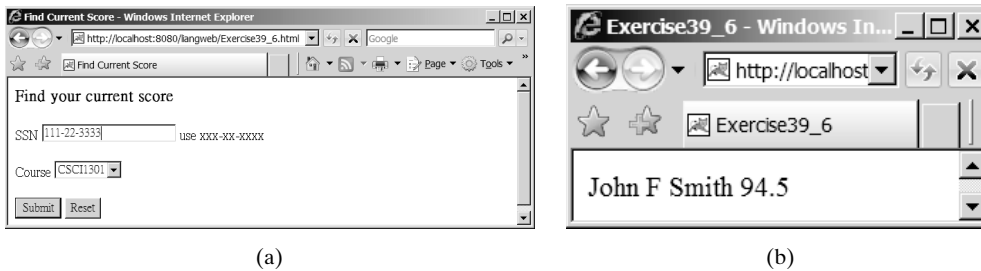 Find Current Score - Windows Internet Explorer
http://localhost:8080/langweb/Exercise39_6.html
Google
Find Current Score
Page
Tools
»
Find your current score
SSN 111-22-3333 use xxx-xx-xxxx
Course CSCI1301
Submit Reset
(a)
Exercise39_6 - Windows In...
http://localhost
Exercise39_6
John F Smith 94.5
(b)